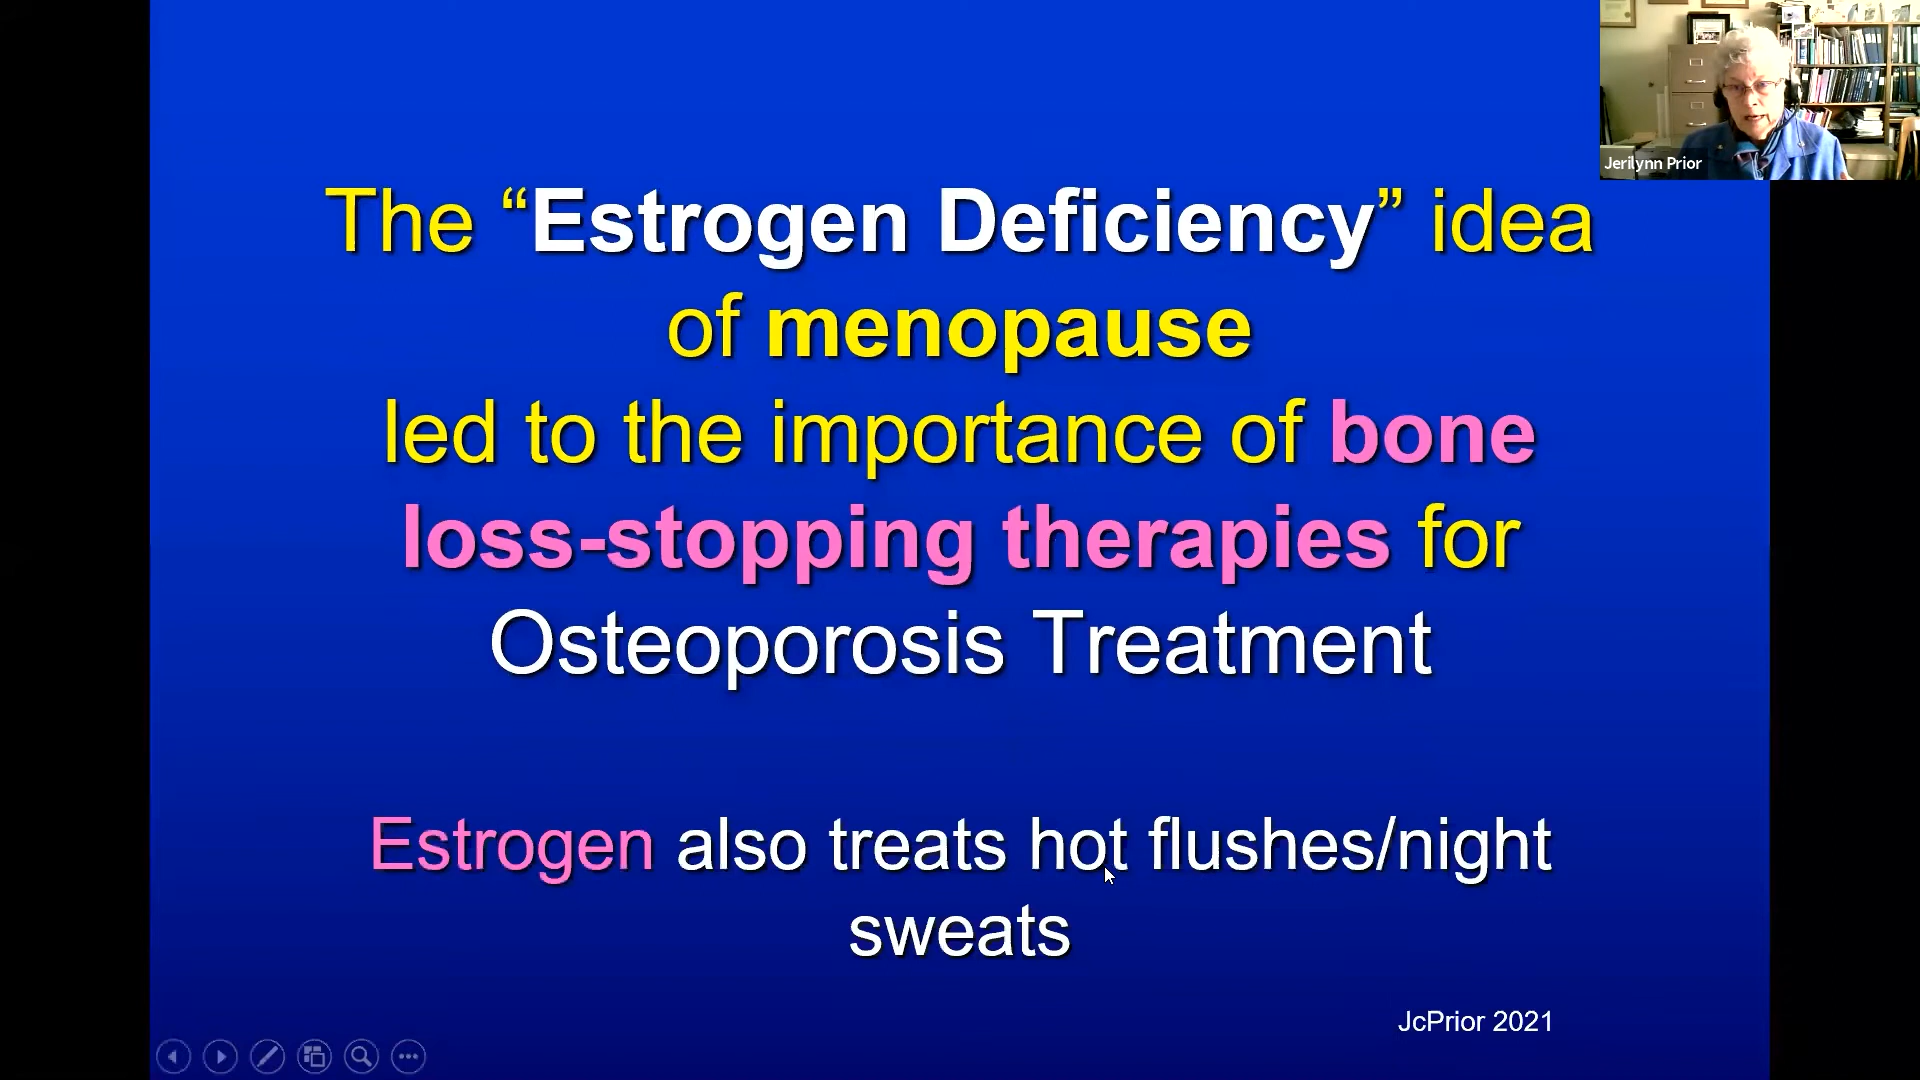 Jerilynn Prior
The “Estrogen Deficiency” idea
of menopause
led to the importance of bone
loss-stopping therapies for
Osteoporosis Treatment
Estrogen also treats hot flushes/night
sweats
JcPrior 2021